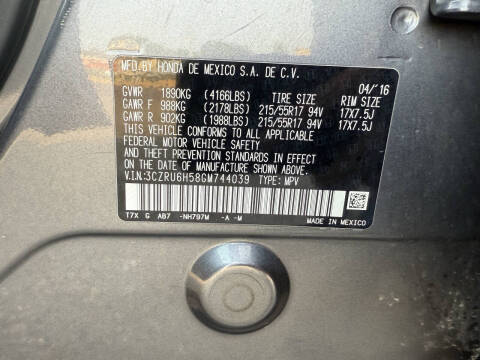 MFD.BY HONDA DE MEXICO S.A. DE C.V. 04/'16
GVWR 1890KG (4166LBS) TIRE SIZE RIM SIZE
GAWR F 988KG (2178LBS) 215/55R17 94V 17X7.5J
GAWR R 902KG (1988LBS) 215/55R17 94V 17X7.5J
THIS VEHICLE CONFORMS TO ALL APPLICABLE
FEDERAL MOTOR VEHICLE SAFETY AND THEFT
PREVENTION STANDARDS IN EFFECT ON THE
DATE OF MANUFACTURE SHOWN ABOVE.
V.I.N:3CZRU6H58GM744039 TYPE: MPV
T7X G AB7 -NH797M -A -M MADE IN MEXICO